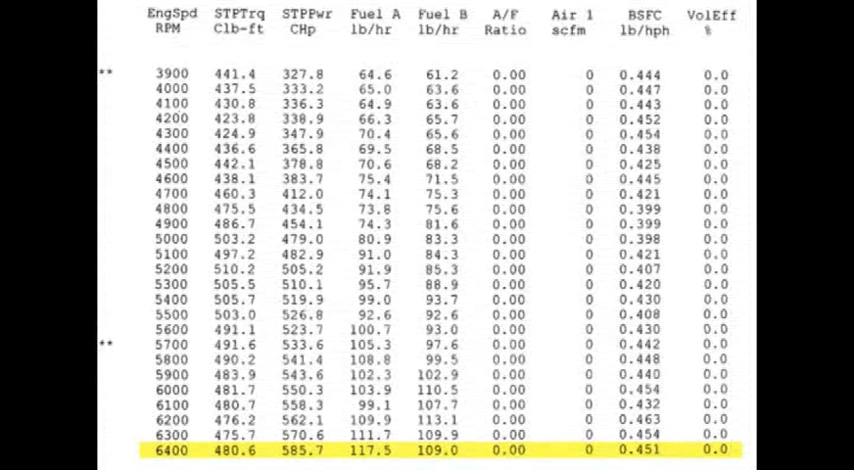 EngSpd STPTrq STPPwr Fuel A Fuel B A/F Air 1 BSFC VolEff
RPM Clb-ft CHp lb/hr lb/hr Ratio scfm lb/hph %
** 3900 441.4 327.8 64.6 61.2 0.00 0 0.444 0.0
4000 437.5 333.2 65.0 63.6 0.00 0 0.447 0.0
4100 430.8 336.3 64.9 63.6 0.00 0 0.443 0.0
4200 423.8 338.9 66.3 65.7 0.00 0 0.452 0.0
4300 424.9 347.9 70.4 65.6 0.00 0 0.454 0.0
4400 436.6 365.8 69.5 68.5 0.00 0 0.438 0.0
4500 442.1 378.8 70.6 68.2 0.00 0 0.425 0.0
4600 438.1 383.7 75.4 71.5 0.00 0 0.445 0.0
4700 460.3 412.0 74.1 75.3 0.00 0 0.421 0.0
4800 475.5 434.5 73.8 75.6 0.00 0 0.399 0.0
4900 486.7 454.1 74.3 81.6 0.00 0 0.399 0.0
5000 503.2 479.0 80.9 83.3 0.00 0 0.398 0.0
5100 497.2 482.9 91.0 84.3 0.00 0 0.421 0.0
5200 510.2 505.2 91.9 85.3 0.00 0 0.407 0.0
5300 505.5 510.1 95.7 88.9 0.00 0 0.420 0.0
5400 505.7 519.9 99.0 93.7 0.00 0 0.430 0.0
5500 503.0 526.8 92.6 92.6 0.00 0 0.408 0.0
5600 491.1 523.7 100.7 93.0 0.00 0 0.430 0.0
** 5700 491.6 533.6 105.3 97.6 0.00 0 0.442 0.0
5800 490.2 541.4 108.8 99.5 0.00 0 0.448 0.0
5900 483.9 543.6 102.3 102.9 0.00 0 0.440 0.0
6000 481.7 550.3 103.9 110.5 0.00 0 0.454 0.0
6100 480.7 558.3 99.1 107.7 0.00 0 0.432 0.0
6200 476.2 562.1 109.9 113.1 0.00 0 0.463 0.0
6300 475.7 570.6 111.7 109.9 0.00 0 0.454 0.0
6400 480.6 585.7 117.5 109.0 0.00 0 0.451 0.0